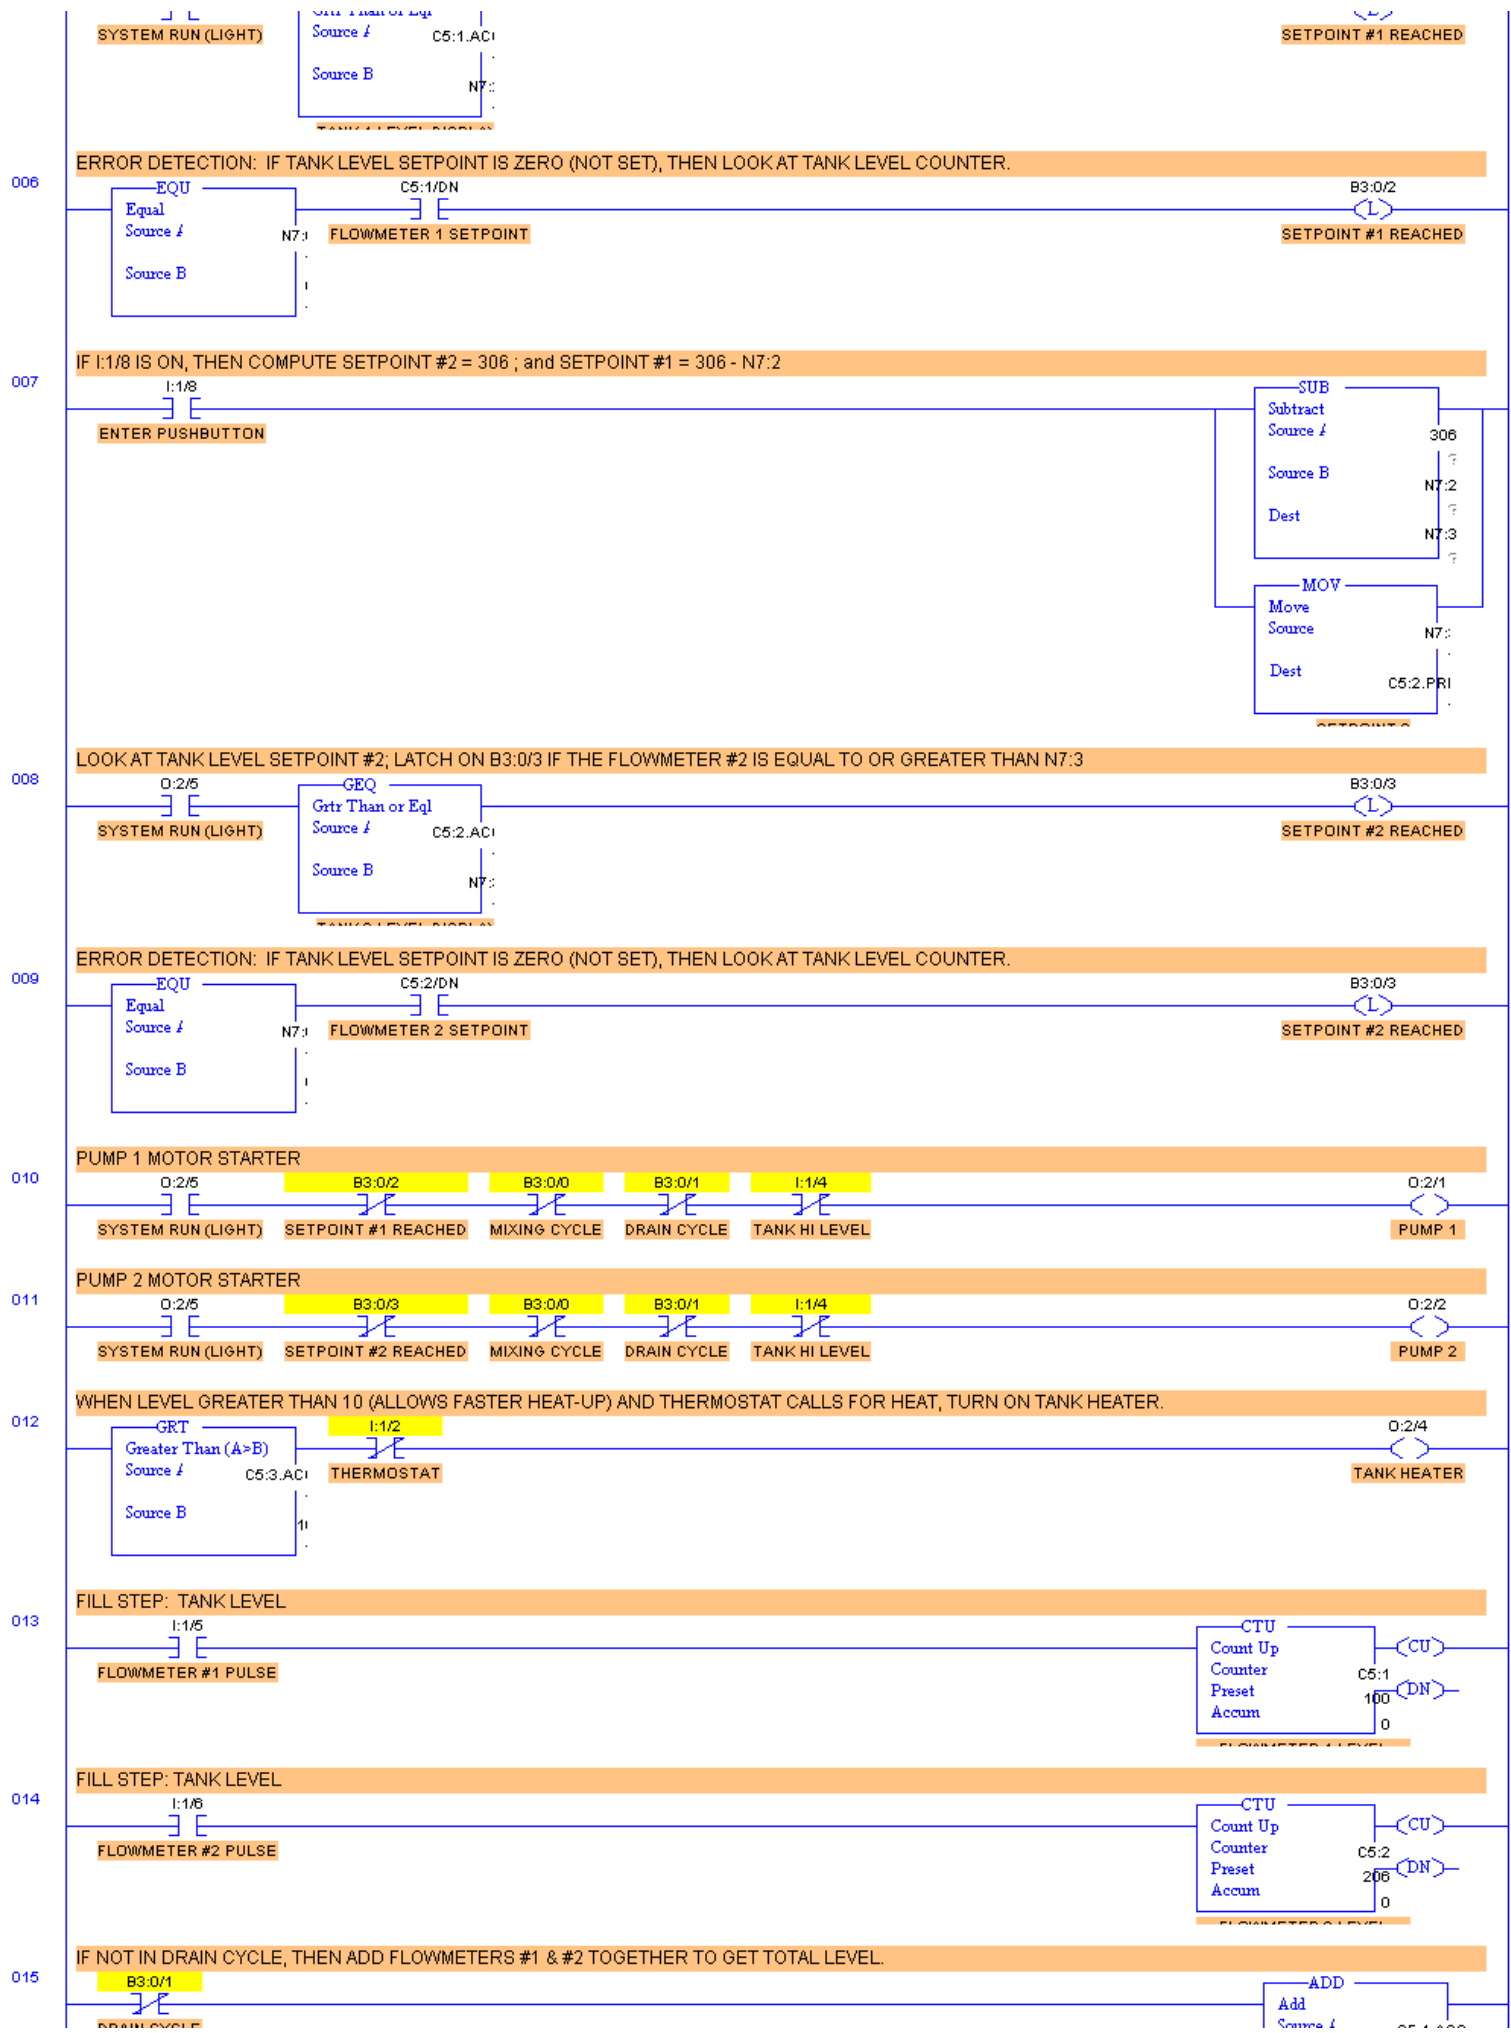 SYSTEM RUN (LIGHT)
Source
C5:1.AC
Source B
N7:
SETPOINT #1 REACHED
ERROR DETECTION: IF TANK LEVEL SETPOINT IS ZERO (NOT SET), THEN LOOK AT TANK LEVEL COUNTER.
006
EQU
Equal
Source
N7:
Source B
C5:1/DN
FLOWMETER 1 SETPOINT
B3:0/2
L
SETPOINT #1 REACHED
IF I:1/8 IS ON, THEN COMPUTE SETPOINT #2 = 306 ; and SETPOINT #1 = 306 - N7:2
007
I:1/8
ENTER PUSHBUTTON
SUB
Subtract
Source
306
?
Source B
N7:2
?
Dest
N7:3
?
MOV
Move
Source
N7:
Dest
C5:2.PR
LOOK AT TANK LEVEL SETPOINT #2; LATCH ON B3:0/3 IF THE FLOWMETER #2 IS EQUAL TO OR GREATER THAN N7:3
008
O:2/5
SYSTEM RUN (LIGHT)
GEQ
Grtr Than or Eql
Source
C5:2.AC
Source B
N7:
B3:0/3
L
SETPOINT #2 REACHED
ERROR DETECTION: IF TANK LEVEL SETPOINT IS ZERO (NOT SET), THEN LOOK AT TANK LEVEL COUNTER.
009
EQU
Equal
Source
N7:
Source B
C5:2/DN
FLOWMETER 2 SETPOINT
B3:0/3
L
SETPOINT #2 REACHED
PUMP 1 MOTOR STARTER
010
O:2/5 B3:0/2 B3:0/0 B3:0/1 I:1/4 O:2/1
SYSTEM RUN (LIGHT) SETPOINT #1 REACHED MIXING CYCLE DRAIN CYCLE TANK HI LEVEL PUMP 1
PUMP 2 MOTOR STARTER
011
O:2/5 B3:0/3 B3:0/0 B3:0/1 I:1/4 O:2/2
SYSTEM RUN (LIGHT) SETPOINT #2 REACHED MIXING CYCLE DRAIN CYCLE TANK HI LEVEL PUMP 2
WHEN LEVEL GREATER THAN 10 (ALLOWS FASTER HEAT-UP) AND THERMOSTAT CALLS FOR HEAT, TURN ON TANK HEATER.
012
GRT
Greater Than (A>B)
Source
C5:3.AC
Source B
I:1/2
THERMOSTAT
O:2/4
TANK HEATER
FILL STEP: TANK LEVEL
013
I:1/5
FLOWMETER #1 PULSE
CTU
Count Up
CU
Counter
C5:1
Preset
100
DN
Accum
0
FILL STEP: TANK LEVEL
014
I:1/6
FLOWMETER #2 PULSE
CTU
Count Up
CU
Counter
C5:2
Preset
206
DN
Accum
0
IF NOT IN DRAIN CYCLE, THEN ADD FLOWMETERS #1 & #2 TOGETHER TO GET TOTAL LEVEL.
015
B3:0/1
ADD
Add